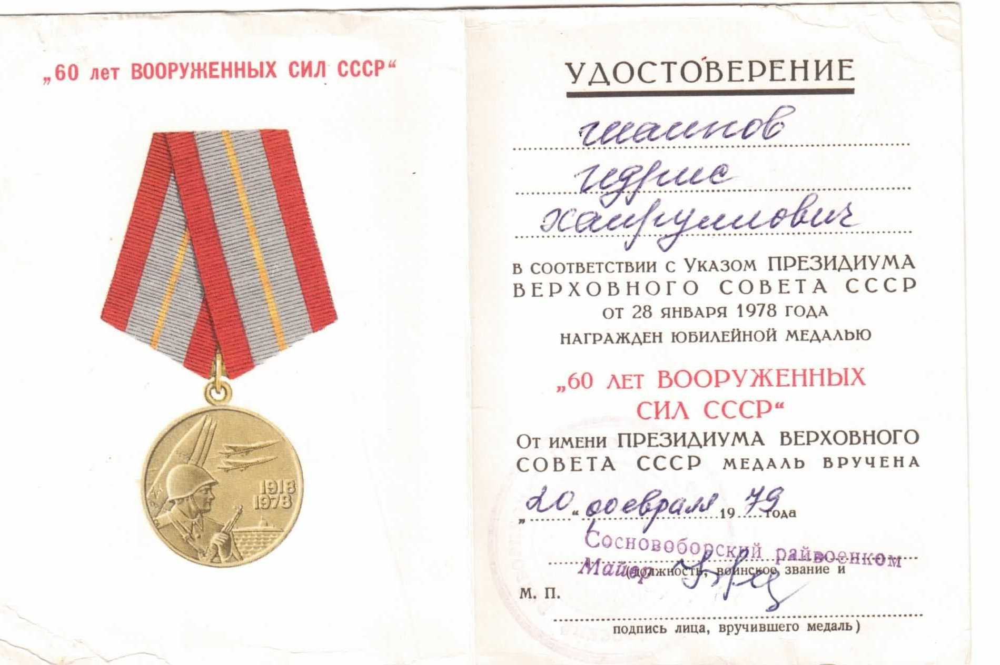 „60 лет ВООРУЖЕННЫХ СИЛ СССР“
1918
1978
УДОСТОВЕРЕНИЕ
Идрис
Хайруллович
В СООТВЕТСТВИИ С УКАЗОМ ПРЕЗИДИУМА
ВЕРХОВНОГО СОВЕТА СССР
ОТ 28 ЯНВАРЯ 1978 ГОДА
НАГРАЖДЕН ЮБИЛЕЙНОЙ МЕДАЛЬЮ
„60 ЛЕТ ВООРУЖЕННЫХ
СИЛ СССР“
ОТ ИМЕНИ ПРЕЗИДИУМА ВЕРХОВНОГО
СОВЕТА СССР МЕДАЛЬ ВРУЧЕНА
„20“ февраля 1979 года
Сосновоборский райвоенком
Майор
(должность, воинское звание и
М. П.
подпись лица, вручившего медаль)